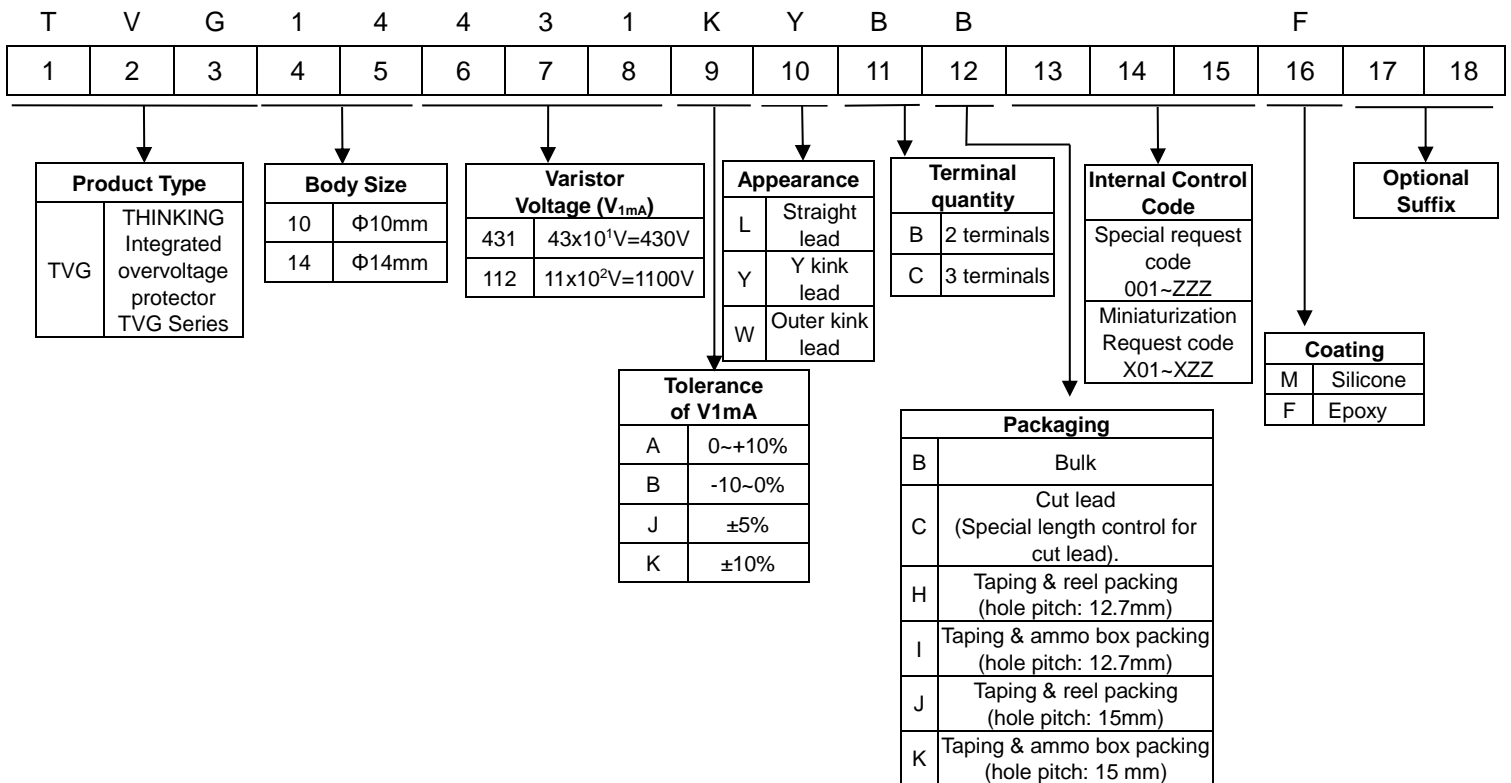 T V G 1 4 4 3 1 K Y B B F
1 2 3 4 5 6 7 8 9 10 11 12 13 14 15 16 17 18
Product Type
TVG
THINKING
Integrated
overvoltage
protector
TVG Series
Body Size
10 Φ10mm
14 Φ14mm
Varistor
Voltage (V1mA)
431 43x10¹V=430V
112 11x10²V=1100V
Tolerance
of V1mA
A 0~+10%
B -10~0%
J ±5%
K ±10%
Appearance
L Straight
lead
Y Y kink
lead
W Outer kink
lead
Terminal
quantity
B 2 terminals
C 3 terminals
Packaging
B Bulk
C Cut lead
(Special length control for
cut lead).
H Taping & reel packing
(hole pitch: 12.7mm)
I Taping & ammo box packing
(hole pitch: 12.7mm)
J Taping & reel packing
(hole pitch: 15mm)
K Taping & ammo box packing
(hole pitch: 15 mm)
Internal Control
Code
Special request
code
001~ZZZ
Miniaturization
Request code
X01~XZZ
Coating
M Silicone
F Epoxy
Optional
Suffix